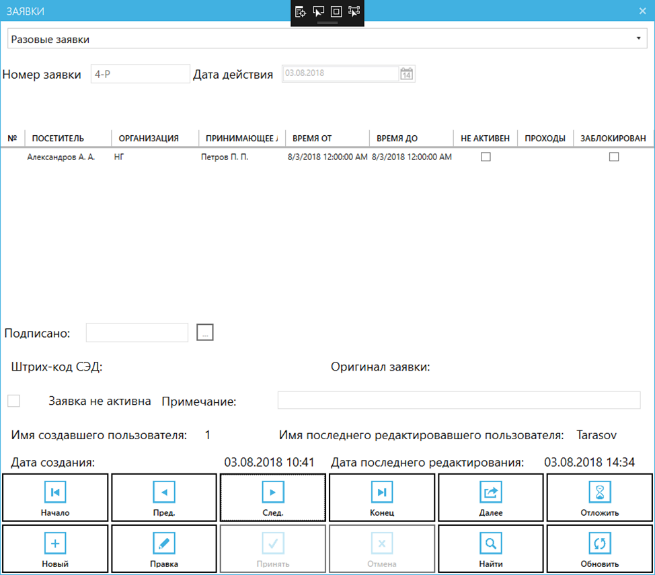 ЗАЯВКИ
Разовые заявки
Номер заявки 4-Р Дата действия 03.08.2018 14
№ ПОСЕТИТЕЛЬ ОРГАНИЗАЦИЯ ПРИНИМАЮЩЕЕ ВРЕМЯ ОТ ВРЕМЯ ДО НЕ АКТИВЕН ПРОХОДЫ ЗАБЛОКИРОВАН
Александров А. А. НГ Петров П. П. 8/3/2018 12:00:00 AM 8/3/2018 12:00:00 AM
Подписано: ...
Штрих-код СЭД: Оригинал заявки:
Заявка не активна Примечание:
Имя создавшего пользователя: 1 Имя последнего редактировавшего пользователя: Tarasov
Дата создания: 03.08.2018 10:41 Дата последнего редактирования: 03.08.2018 14:34
Начало Пред. След. Конец Далее Отложить
Новый Правка Принять Отмена Найти Обновить